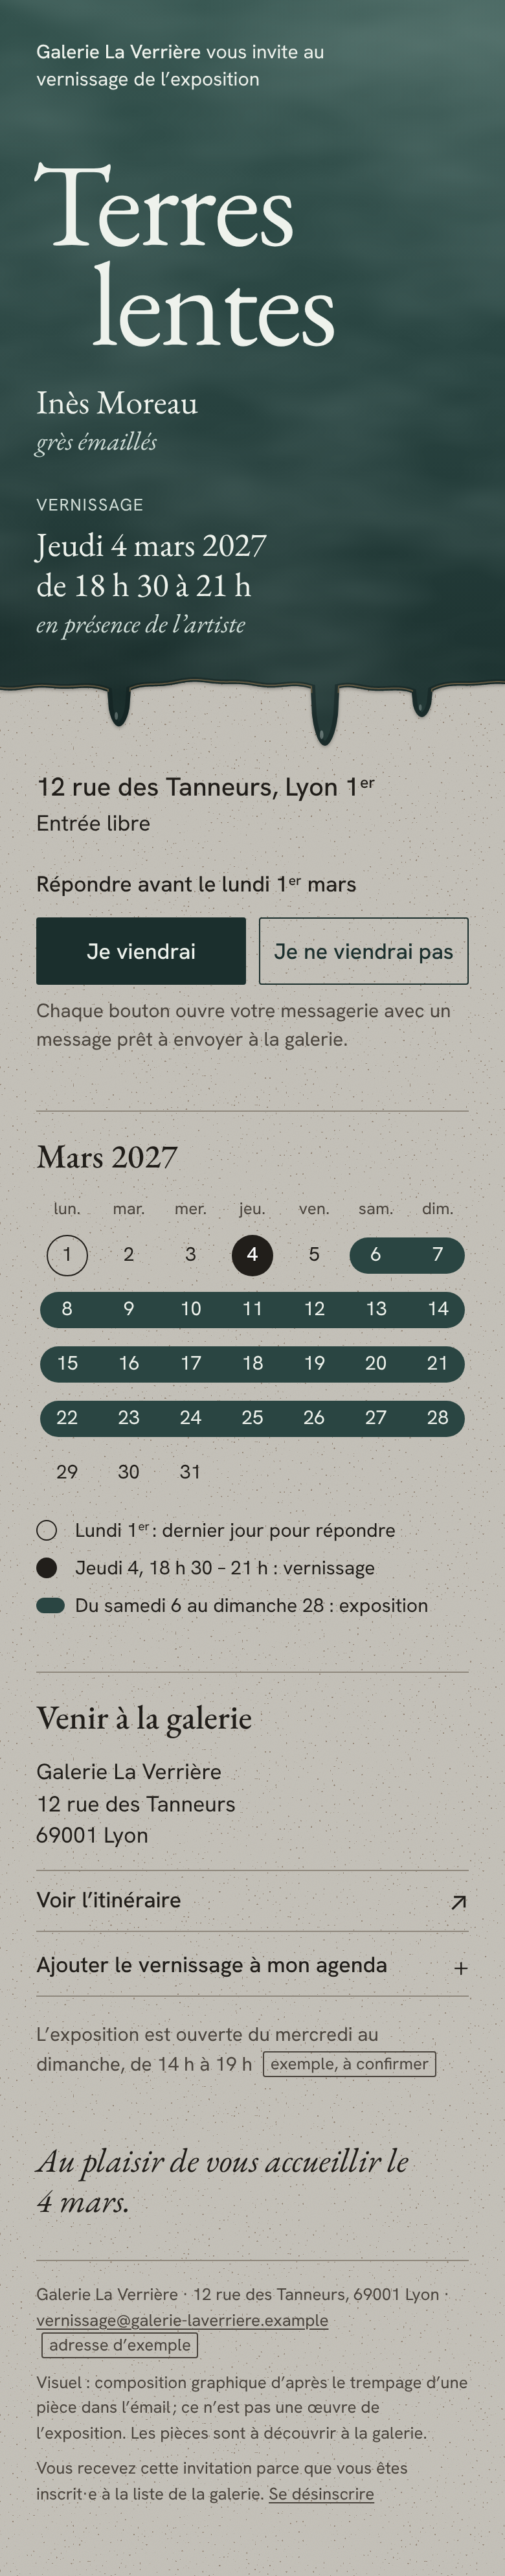 Galerie La Verrière vous invite au
vernissage de l’exposition
Terres
lentes
Inès Moreau
grès émaillés
VERNISSAGE
Jeudi 4 mars 2027
de 18 h 30 à 21 h
en présence de l’artiste
12 rue des Tanneurs, Lyon 1er
Entrée libre
Répondre avant le lundi 1er mars
Je viendrai Je ne viendrai pas
Chaque bouton ouvre votre messagerie avec un
message prêt à envoyer à la galerie.
Mars 2027
lun. mar. mer. jeu. ven. sam. dim.
1 2 3 4 5 6 7
8 9 10 11 12 13 14
15 16 17 18 19 20 21
22 23 24 25 26 27 28
29 30 31
Lundi 1er : dernier jour pour répondre
Jeudi 4, 18 h 30 – 21 h : vernissage
Du samedi 6 au dimanche 28 : exposition
Venir à la galerie
Galerie La Verrière
12 rue des Tanneurs
69001 Lyon
Voir l’itinéraire ↗
Ajouter le vernissage à mon agenda +
L’exposition est ouverte du mercredi au
dimanche, de 14 h à 19 h exemple, à confirmer
Au plaisir de vous accueillir le
4 mars.
Galerie La Verrière · 12 rue des Tanneurs, 69001 Lyon ·
vernissage@galerie-laverriere.example
adresse d’exemple
Visuel : composition graphique d’après le trempage d’une
pièce dans l’émail ; ce n’est pas une œuvre de
l’exposition. Les pièces sont à découvrir à la galerie.
Vous recevez cette invitation parce que vous êtes
inscrit·e à la liste de la galerie. Se désinscrire